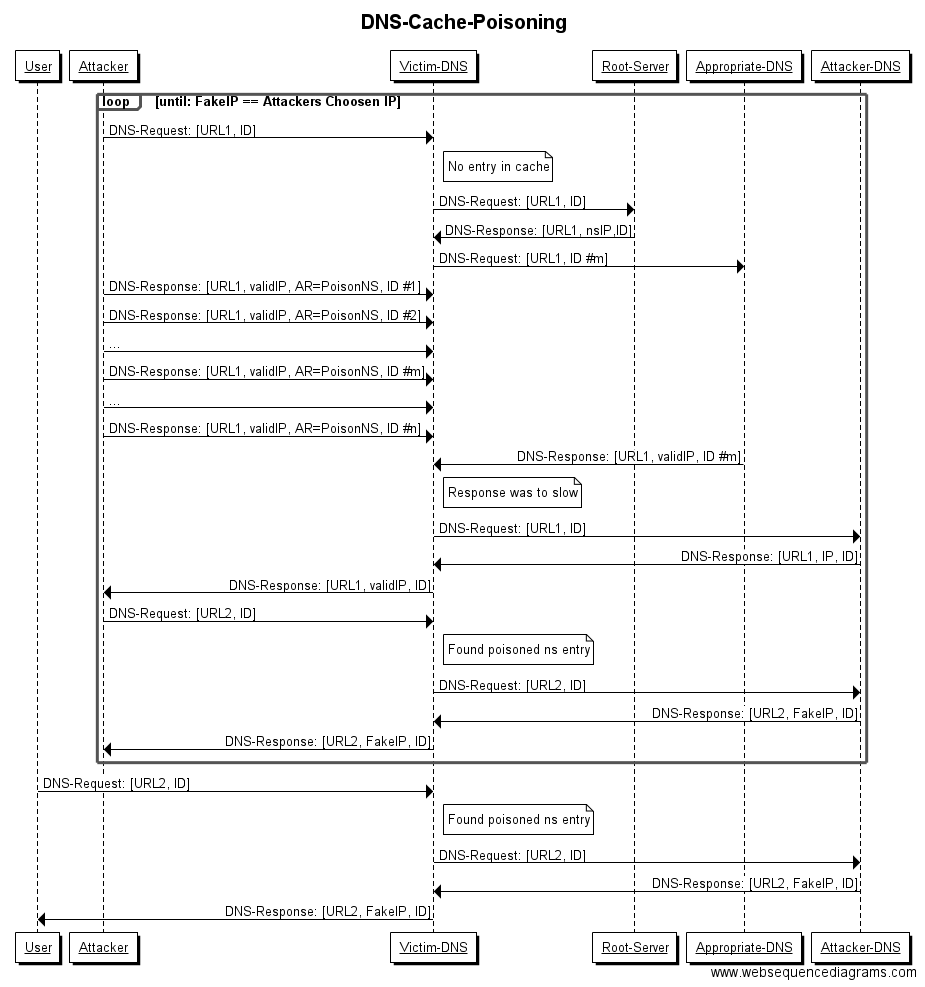 DNS-Cache-Poisoning
User Attacker Victim-DNS Root-Server Appropriate-DNS Attacker-DNS
loop [until: FakeIP == Attackers Choosen IP]
DNS-Request: [URL1, ID]
No entry in cache
DNS-Request: [URL1, ID]
DNS-Response: [URL1, nsIP,ID]
DNS-Request: [URL1, ID #m]
DNS-Response: [URL1, validIP, AR=PoisonNS, ID #1]
DNS-Response: [URL1, validIP, AR=PoisonNS, ID #2]
...
DNS-Response: [URL1, validIP, AR=PoisonNS, ID #m]
...
DNS-Response: [URL1, validIP, AR=PoisonNS, ID #n]
DNS-Response: [URL1, validIP, ID #m]
Response was to slow
DNS-Request: [URL1, ID]
DNS-Response: [URL1, IP, ID]
DNS-Response: [URL1, validIP, ID]
DNS-Request: [URL2, ID]
Found poisoned ns entry
DNS-Request: [URL2, ID]
DNS-Response: [URL2, FakeIP, ID]
DNS-Response: [URL2, FakeIP, ID]
DNS-Request: [URL2, ID]
Found poisoned ns entry
DNS-Request: [URL2, ID]
DNS-Response: [URL2, FakeIP, ID]
DNS-Response: [URL2, FakeIP, ID]
User Attacker Victim-DNS Root-Server Appropriate-DNS Attacker-DNS
www.websequencediagrams.com